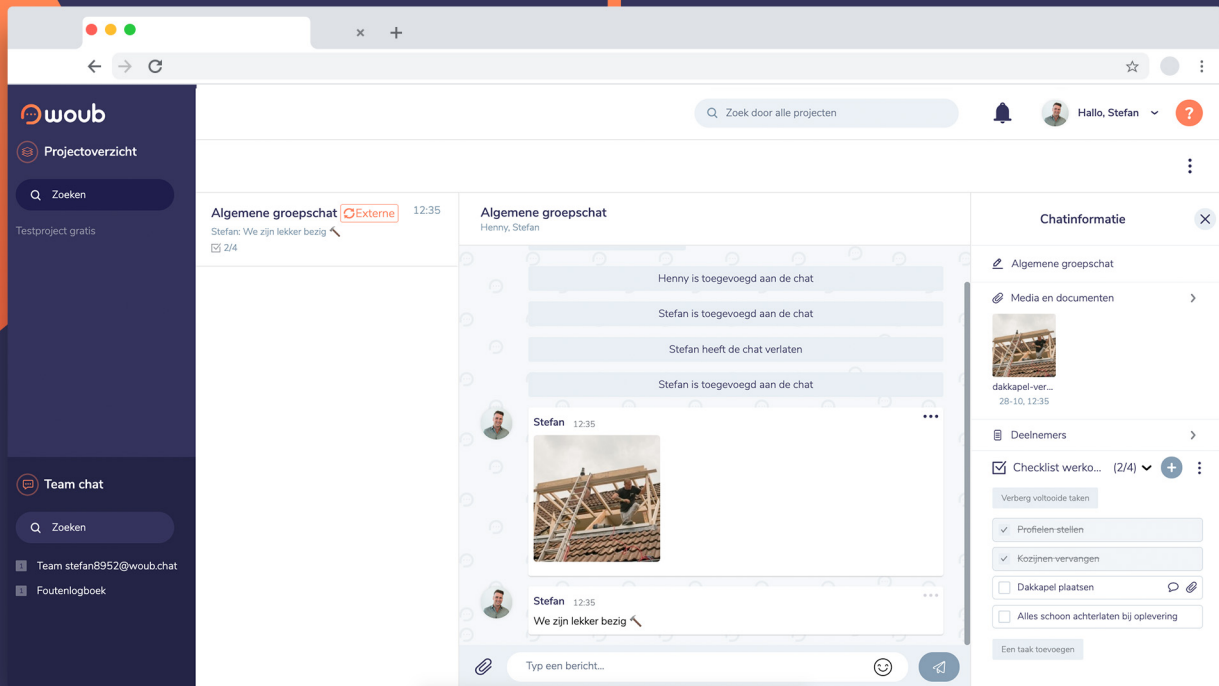 woub
Zoek door alle projecten
Hallo, Stefan
?
Projectoverzicht
Zoeken
Testproject gratis
Team chat
Zoeken
Team stefan8952@woub.chat
Foutenlogboek
Algemene groepschat Externe 12:35
Stefan: We zijn lekker bezig 🔨
2/4
Algemene groepschat
Henny, Stefan
Henny is toegevoegd aan de chat
Stefan is toegevoegd aan de chat
Stefan heeft de chat verlaten
Stefan is toegevoegd aan de chat
Stefan 12:35
Stefan 12:35
We zijn lekker bezig 🔨
Typ een bericht...
Chatinformatie
Algemene groepschat
Media en documenten
dakkapel-ver...
28-10, 12:35
Deelnemers
Checklist werko... (2/4)
Verberg voltooide taken
Profielen stellen
Kozijnen vervangen
Dakkapel plaatsen
Alles schoon achterlaten bij oplevering
Een taak toevoegen